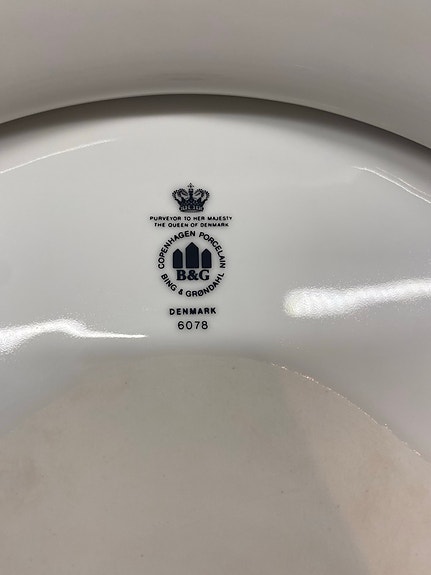 PURVEYOR TO HER MAJESTY
THE QUEEN OF DENMARK
COPENHAGEN PORCELAIN
B&G
BING & GRØNDAHL
DENMARK
6078